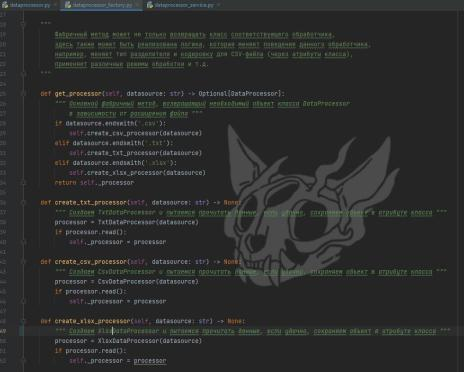 dataprocessor.py dataprocessor_factory.py dataprocessor_service.py
"""
Фабричный метод может не только возвращать класс соответствующего обработчика,
здесь также может быть реализована логика, которая меняет поведение данного обработчика,
например, меняет тип разделителя и кодировку для CSV-файла (через атрибуты класса),
применяет различные режимы обработки и т.д.
"""
def get_processor(self, datasource: str) -> Optional[DataProcessor]:
""" Основной фабричный метод, возвращающий необходимый объект класса DataProcessor
в зависимости от расширения файла """
if datasource.endswith('.csv'):
self.create_csv_processor(datasource)
elif datasource.endswith('.txt'):
self.create_txt_processor(datasource)
elif datasource.endswith('.xlsx'):
self.create_xlsx_processor(datasource)
return self._processor
def create_txt_processor(self, datasource: str) -> None:
""" Создаем TxtDataProcessor и пытаемся прочитать данные, если удачно, сохраняем объект в атрибуте класса """
processor = TxtDataProcessor(datasource)
if processor.read():
self._processor = processor
def create_csv_processor(self, datasource: str) -> None:
""" Создаем CsvDataProcessor и пытаемся прочитать данные, если удачно, сохраняем объект в атрибуте класса """
processor = CsvDataProcessor(datasource)
if processor.read():
self._processor = processor
def create_xlsx_processor(self, datasource: str) -> None:
""" Создаем XlsxDataProcessor и пытаемся прочитать данные, если удачно, сохраняем объект в атрибуте класса """
processor = XlsxDataProcessor(datasource)
if processor.read():
self._processor = processor